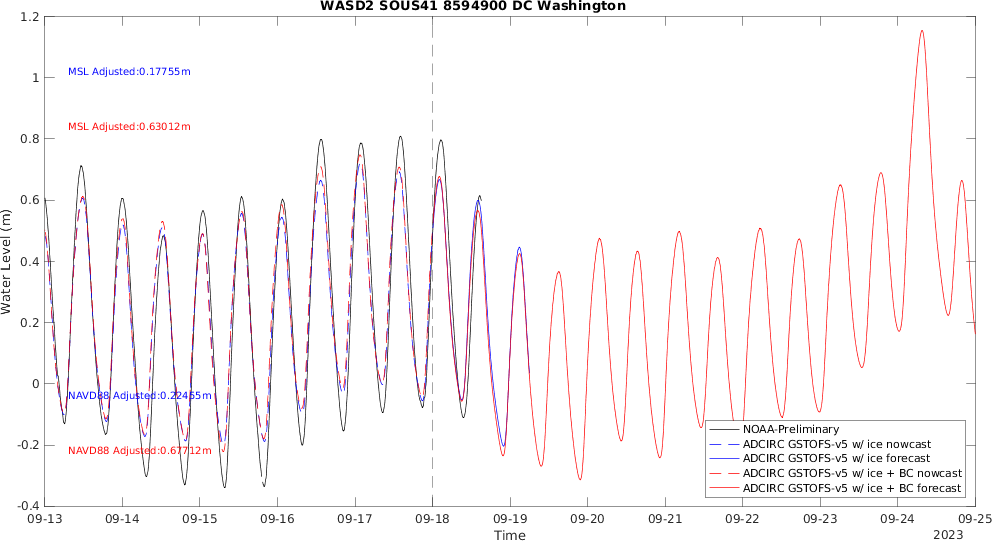 WASD2 SOUS41 8594900 DC Washington
1.2
1
0.8
0.6
0.4
0.2
0
-0.2
-0.4
Water Level (m)
MSL Adjusted:0.17755m
MSL Adjusted:0.63012m
NAVD88 Adjusted:0.22455m
NAVD88 Adjusted:0.67712m
NOAA-Preliminary
ADCIRC GSTOFS-v5 w/ ice nowcast
ADCIRC GSTOFS-v5 w/ ice forecast
ADCIRC GSTOFS-v5 w/ ice + BC nowcast
ADCIRC GSTOFS-v5 w/ ice + BC forecast
09-13 09-14 09-15 09-16 09-17 09-18 09-19 09-20 09-21 09-22 09-23 09-24 09-25
Time
2023